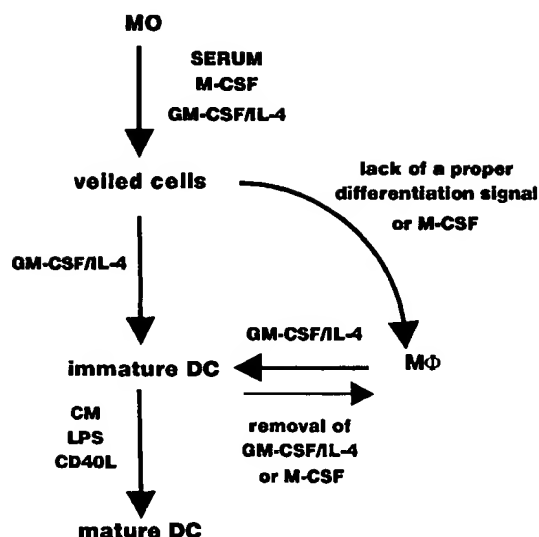 MO
SERUM
M-CSF
GM-CSF/IL-4
veiled cells
lack of a proper
differentiation signal
or M-CSF
GM-CSF/IL-4
GM-CSF/IL-4
immature DC
MΦ
CM
LPS
CD40L
removal of
GM-CSF/IL-4
or M-CSF
mature DC